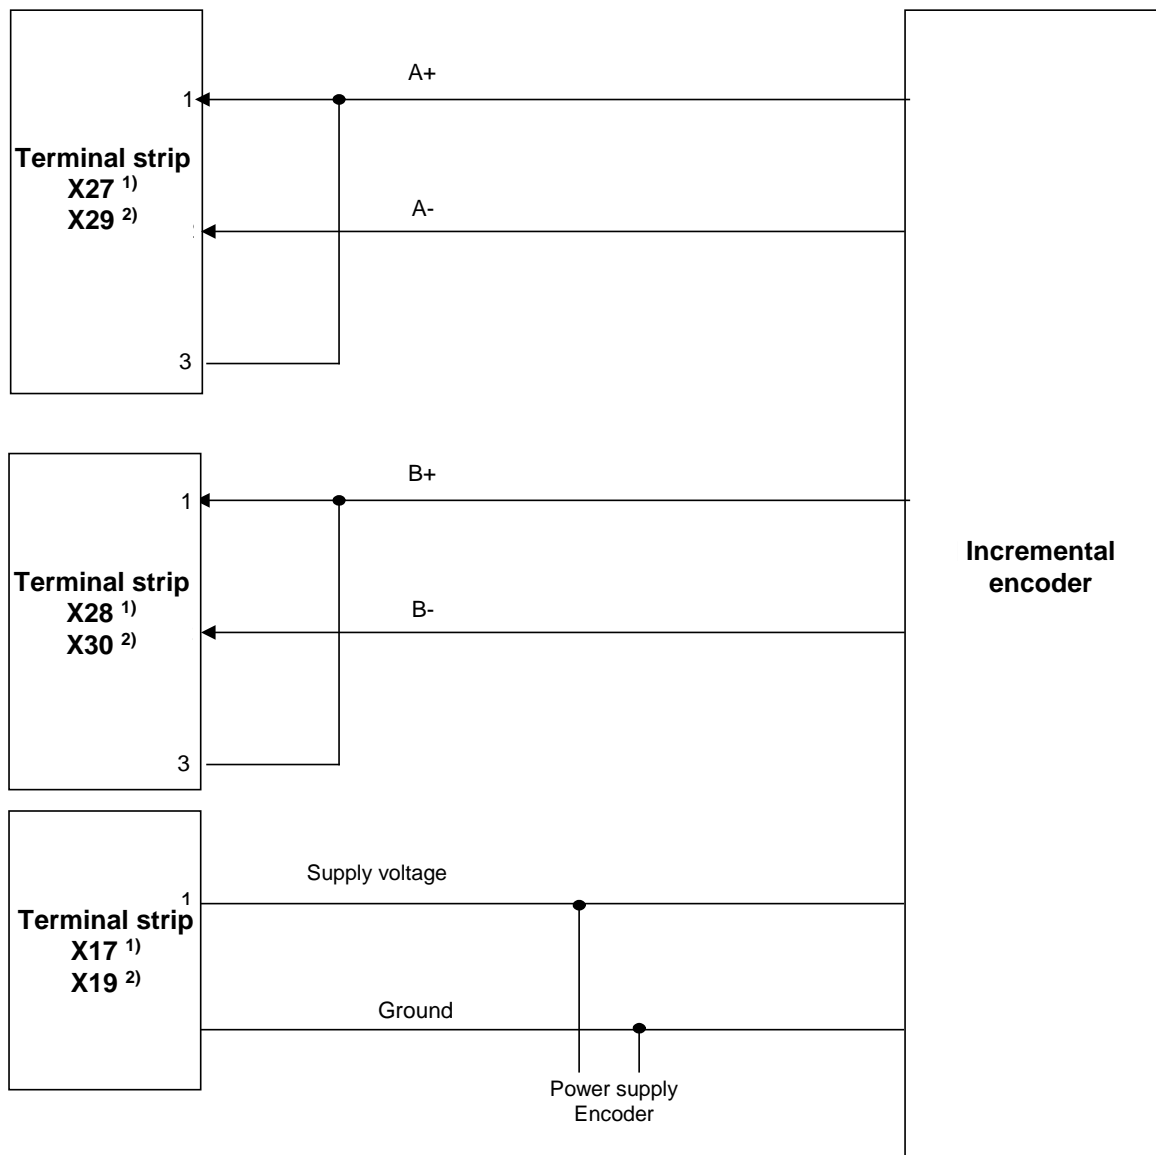 A+
1
Terminal strip
X27 1)
X29 2)
A-
3
B+
1
Terminal strip
X28 1)
X30 2)
B-
3
Incremental
encoder
Supply voltage
1
Terminal strip
X17 1)
X19 2)
Ground
Power supply
Encoder